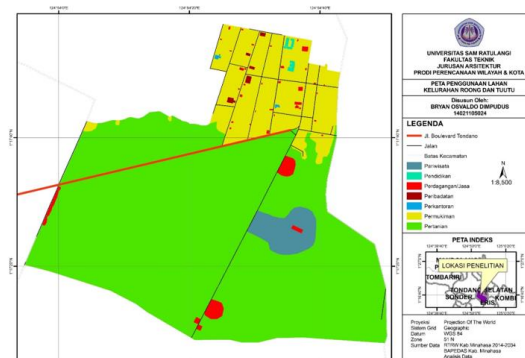 UNIVERSITAS SAM RATULANGI
FAKULTAS TEKNIK
JURUSAN ARSITEKTUR
PRODI PERENCANAAN WILAYAH & KOTA
PETA PENGGUNAAN LAHAN
KELURAHAN ROONG DAN TUUTU
Disusun Oleh:
BRYAN OSVALDO DIMPUDUS
14021105024
LEGENDA
Jl. Boulevard Tondano
Jalan
Batas Kecamatan
Pariwisata
Pendidikan
Perdagangan/Jasa
Peribadatan
Perkantoran
Permukiman
Pertanian
N
1:8,500
PETA INDEKS
LOKASI PENELITIAN
TOMBARIRI
SELATAN
SONDER
KOMBI
Proyeksi Projection Of The World
Sistem Grid Geographic
Datum WGS 84
Zone 51 N
Sumber Data RTRW Kab.Minahasa 2014-2034
BAPEDAS Kab. Minahasa
Analisis Data